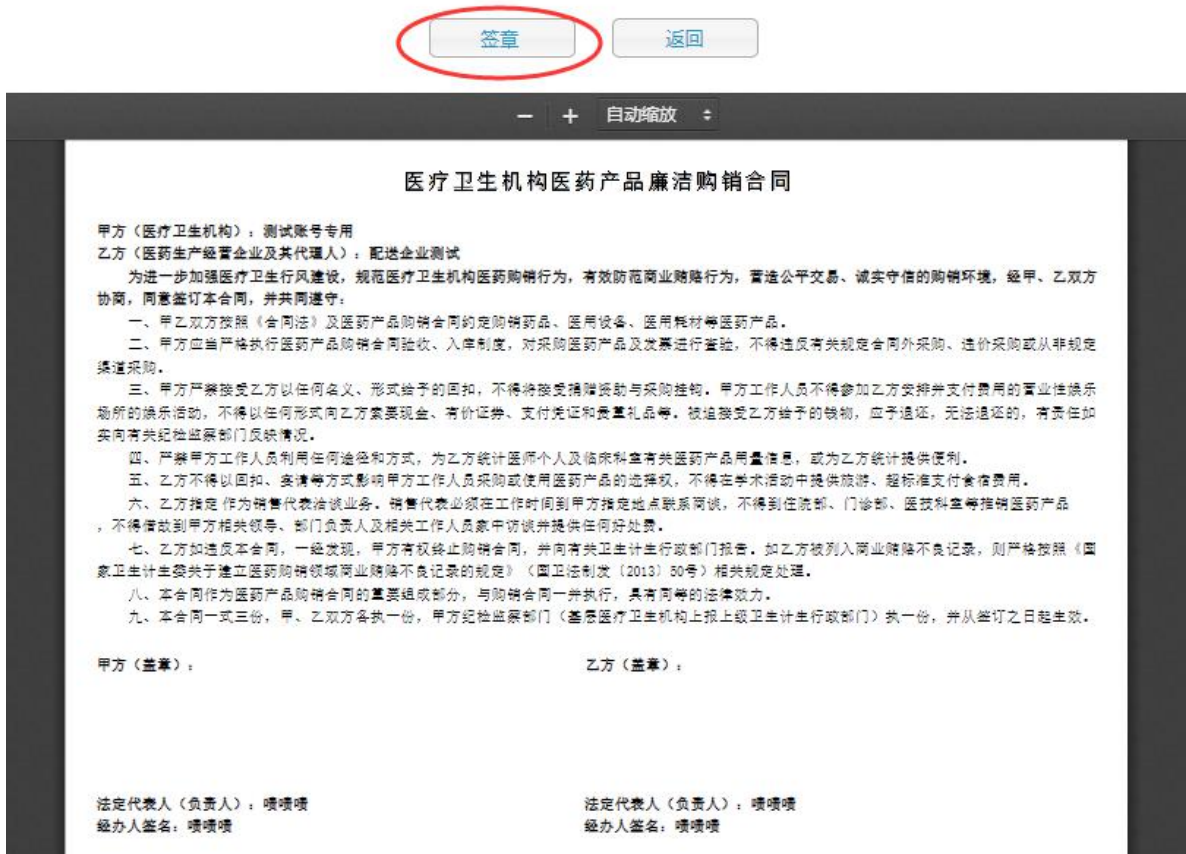 签章 返回
− + 自动缩放
医疗卫生机构医药产品廉洁购销合同
甲方（医疗卫生机构）：测试账号专用
乙方（医药生产经营企业及其代理人）：配送企业测试
为进一步加强医疗卫生行风建设，规范医疗卫生机构医药购销行为，有效防范商业贿赂行为，营造公平交易、诚实守信的购销环境，经甲、乙双方
协商，同意签订本合同，并共同遵守：
一、甲乙双方按照《合同法》及医药产品购销合同约定购销药品、医用设备、医用耗材等医药产品。
二、甲方应当严格执行医药产品购销合同验收、入库制度，对采购医药产品及发票进行查验，不得违反有关规定合同外采购、违价采购或从非规定
渠道采购。
三、甲方严禁接受乙方以任何名义、形式给予的回扣，不得将接受捐赠资助与采购挂钩。甲方工作人员不得参加乙方安排并支付费用的营业性娱乐
场所的娱乐活动，不得以任何形式向乙方索要现金、有价证券、支付凭证和贵重礼品等。被迫接受乙方给予的钱物，应予退还，无法退还的，有责任如
实向有关纪检监察部门反映情况。
四、严禁甲方工作人员利用任何途径和方式，为乙方统计医师个人及临床科室有关医药产品用量信息，或为乙方统计提供便利。
五、乙方不得以回扣、宴请等方式影响甲方工作人员采购或使用医药产品的选择权，不得在学术活动中提供旅游、超标准支付食宿费用。
六、乙方指定 作为销售代表洽谈业务。销售代表必须在工作时间到甲方指定地点联系商谈，不得到住院部、门诊部、医技科室等推销医药产品
，不得借故到甲方相关领导、部门负责人及相关工作人员家中访谈并提供任何好处费。
七、乙方如违反本合同，一经发现，甲方有权终止购销合同，并向有关卫生计生行政部门报告。如乙方被列入商业贿赂不良记录，则严格按照《国
家卫生计生委关于建立医药购销领域商业贿赂不良记录的规定》（国卫法制发〔2013〕50号）相关规定处理。
八、本合同作为医药产品购销合同的重要组成部分，与购销合同一并执行，具有同等的法律效力。
九、本合同一式三份，甲、乙双方各执一份，甲方纪检监察部门（基层医疗卫生机构上报上级卫生计生行政部门）执一份，并从签订之日起生效。
甲方（盖章）： 乙方（盖章）：
法定代表人（负责人）：啧啧啧 法定代表人（负责人）：啧啧啧
经办人签名：啧啧啧 经办人签名：啧啧啧